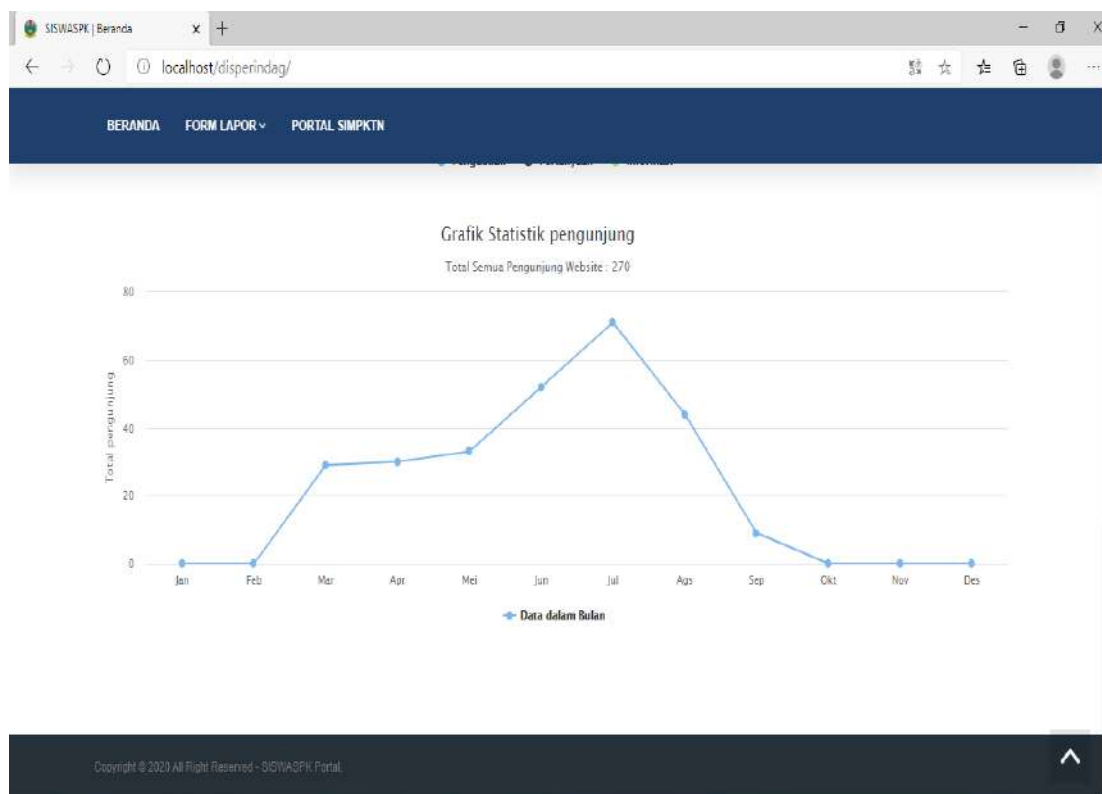 SISWASPK | Beranda
localhost/disperindag/
BERANDA FORM LAPOR PORTAL SIMPKTN
Grafik Statistik pengunjung
Total Semua Pengunjung Website : 270
Total pengunjung
80
60
40
20
0
Jan Feb Mar Apr Mei Jun Jul Ags Sep Okt Nov Des
Data dalam Bulan
Copyright © 2020 All Right Reserved - SISWASPK Portal.